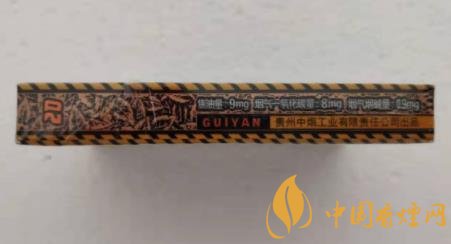 20
焦油量:9mg 烟气一氧化碳量:8mg 烟气烟碱量:0.9mg
GUIYAN 贵州中烟工业有限责任公司出品
中国香烟网